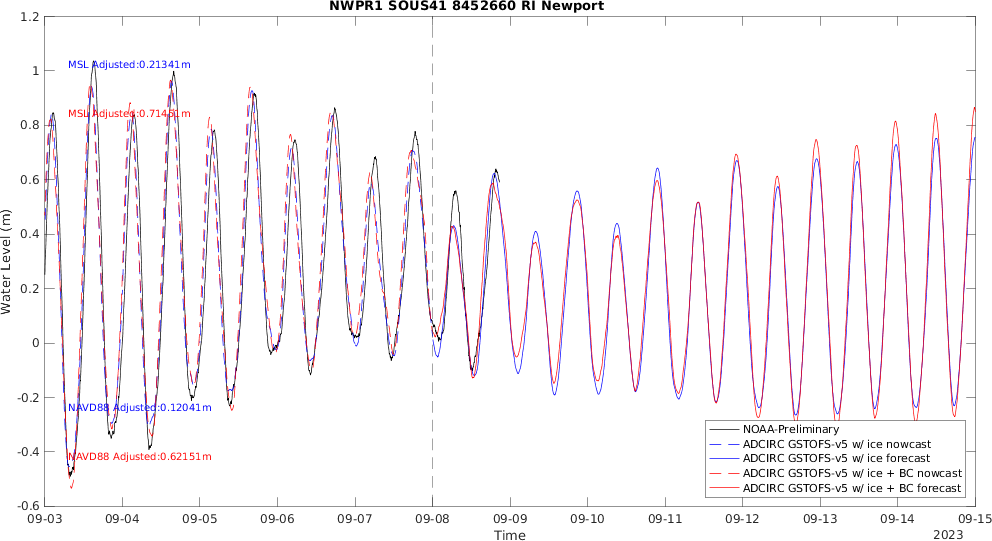 NWPR1 SOUS41 8452660 RI Newport
1.2
1
0.8
0.6
0.4
0.2
0
-0.2
-0.4
-0.6
Water Level (m)
MSL Adjusted:0.21341m
MSL Adjusted:0.71451m
NAVD88 Adjusted:0.12041m
NAVD88 Adjusted:0.62151m
NOAA-Preliminary
ADCIRC GSTOFS-v5 w/ ice nowcast
ADCIRC GSTOFS-v5 w/ ice forecast
ADCIRC GSTOFS-v5 w/ ice + BC nowcast
ADCIRC GSTOFS-v5 w/ ice + BC forecast
09-03 09-04 09-05 09-06 09-07 09-08 09-09 09-10 09-11 09-12 09-13 09-14 09-15
Time
2023